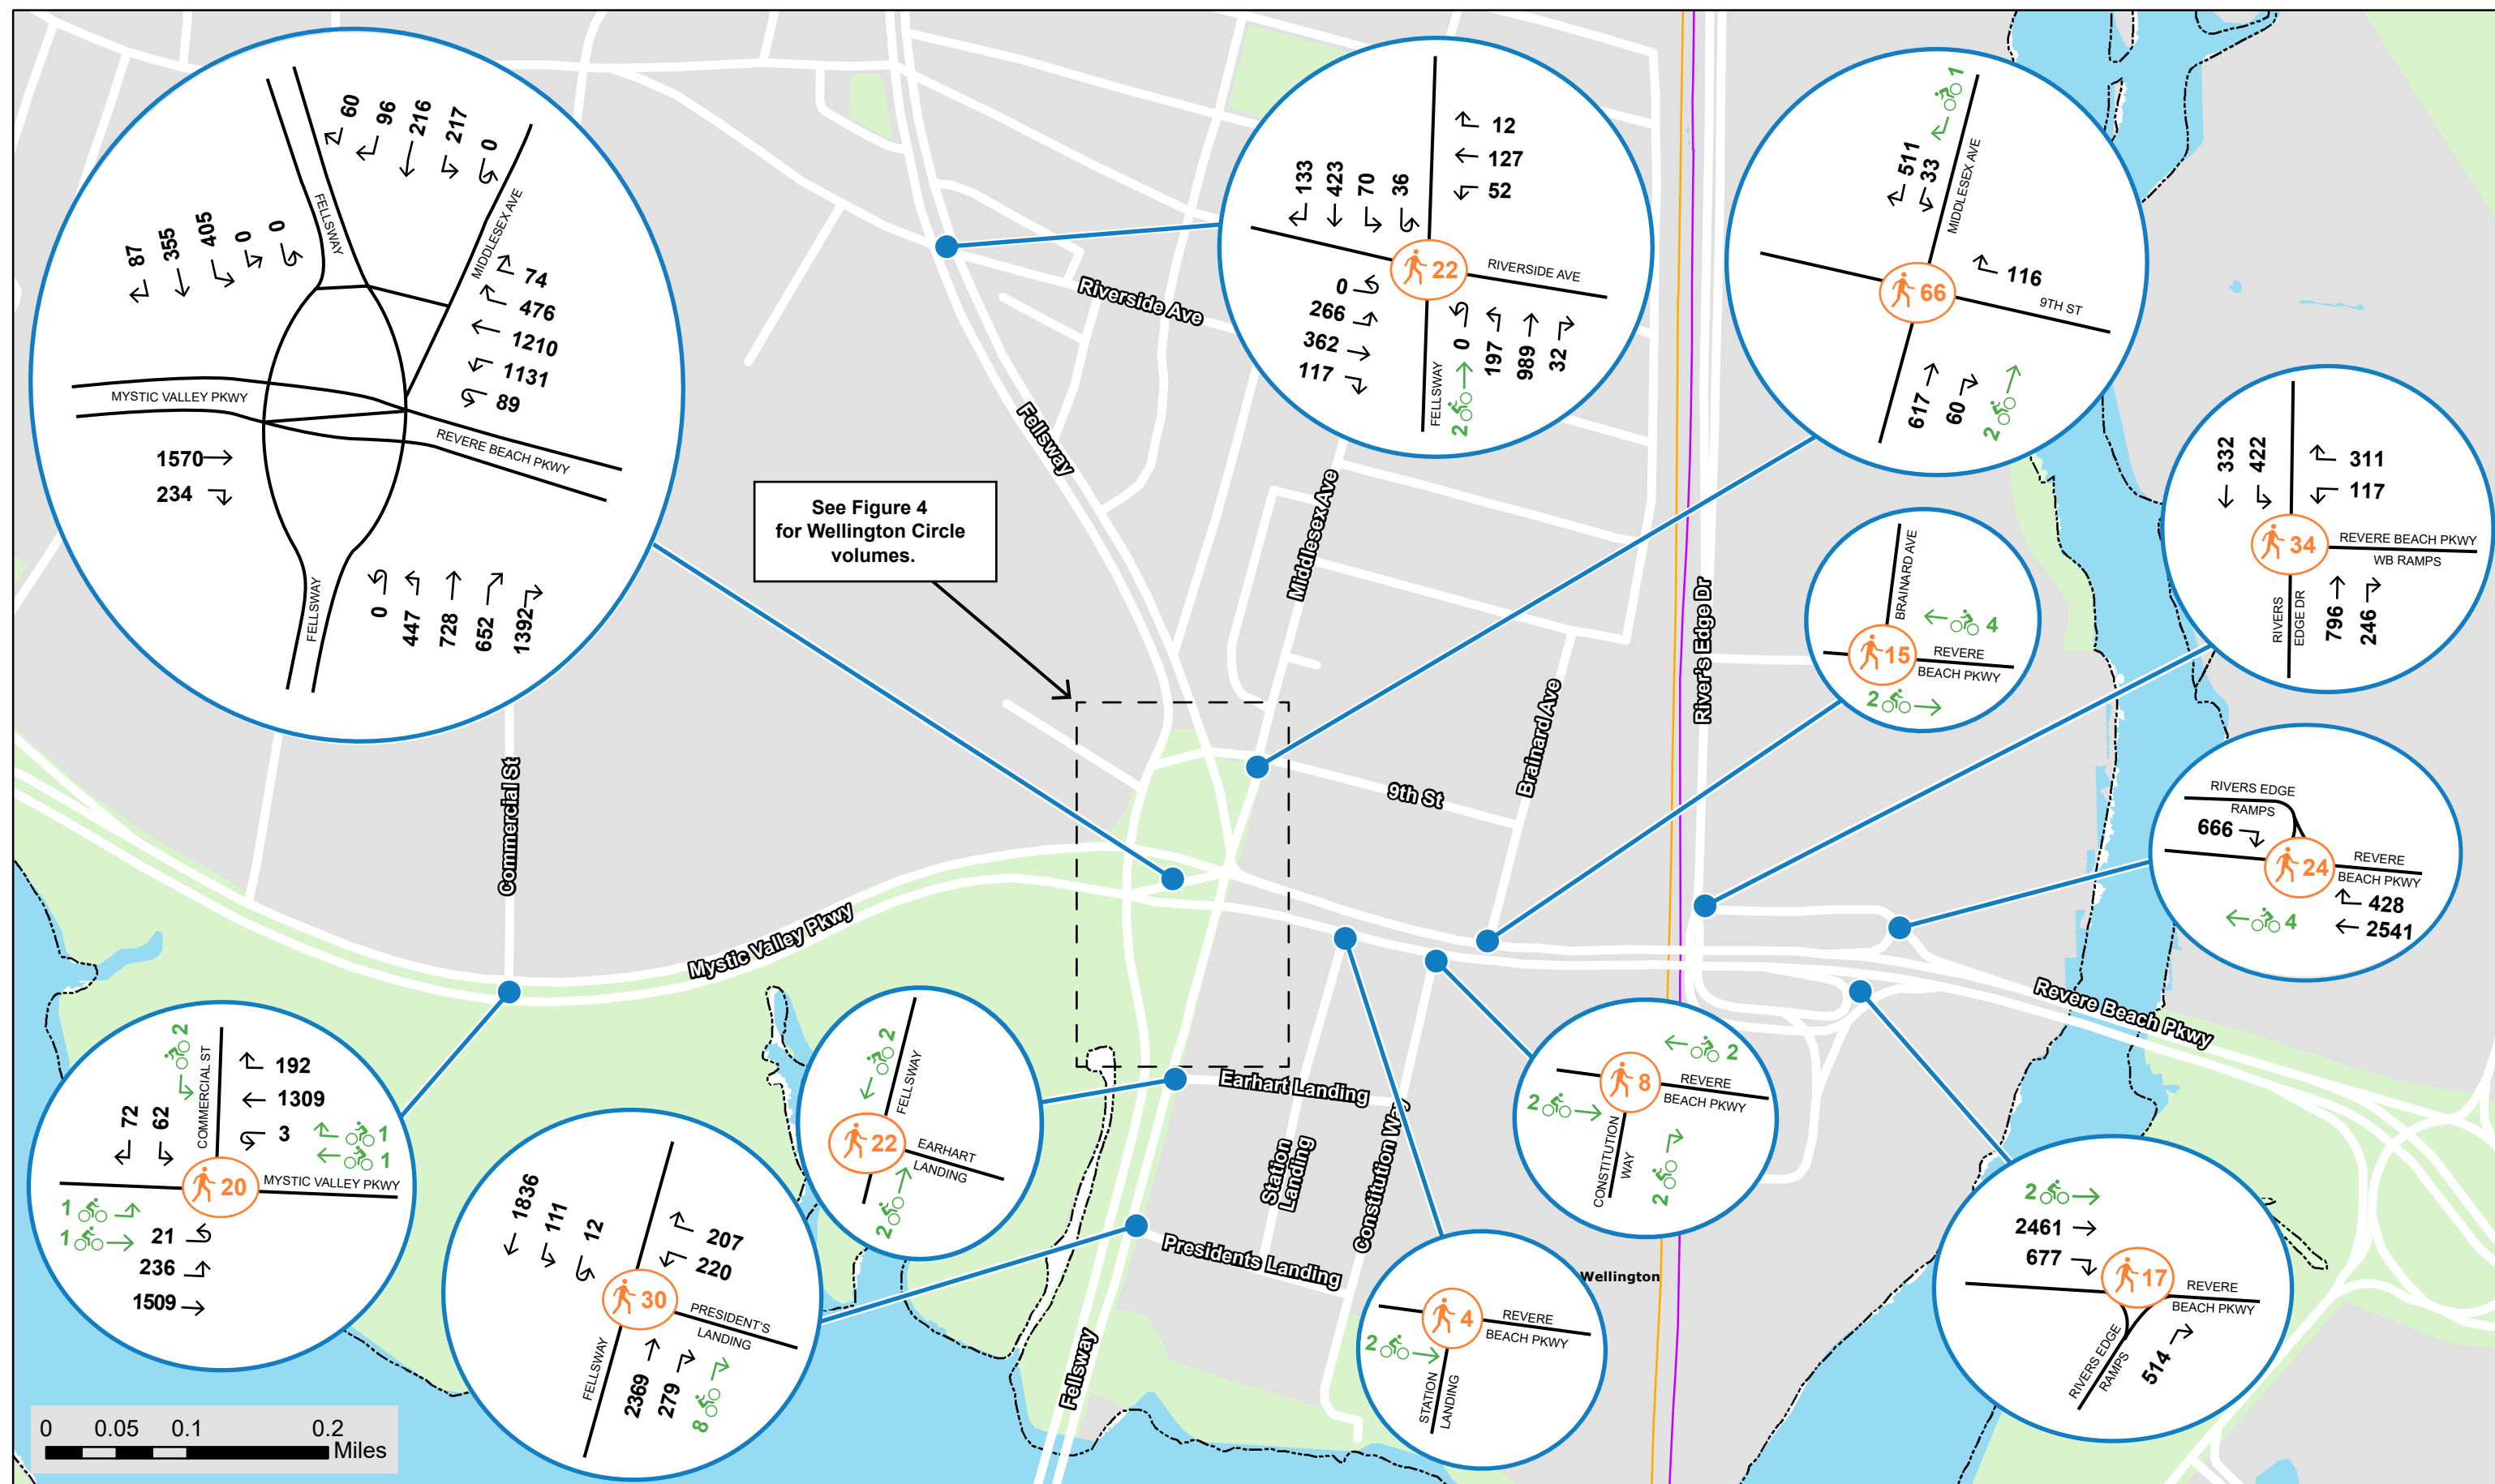 60
96
216
217
0
FELLSWAY
MIDDLESEX AVE
87
355
405
0
0
74
476
1210
1131
89
MYSTIC VALLEY PKWY
REVERE BEACH PKWY
1570
234
FELLSWAY
0
447
728
652
1392
12
127
52
133
423
70
36
22
RIVERSIDE AVE
0
266
362
117
FELLSWAY
2
0
197
989
32
1
511
33
MIDDLESEX AVE
66
116
9TH ST
617
60
2
332
422
311
117
34
REVERE BEACH PKWY
WB RAMPS
RIVERS
EDGE DR
796
246
BRAINARD AVE
4
15
REVERE
BEACH PKWY
2
RIVERS EDGE
RAMPS
666
24
REVERE
BEACH PKWY
428
4
2541
See Figure 4
for Wellington Circle
volumes.
Riverside Ave
Fellsway
Middlesex Ave
River's Edge Dr
Brainard Ave
9th St
Commercial St
Mystic Valley Pkwy
Revere Beach Pkwy
Earhart Landing
Station
Landing
Constitution Way
Presidents Landing
Fellsway
Wellington
2
COMMERCIAL ST
192
1309
3
1
1
72
62
20
MYSTIC VALLEY PKWY
1
1
21
236
1509
2
FELLSWAY
22
EARHART
LANDING
2
1836
111
12
207
220
30
PRESIDENT'S
LANDING
FELLSWAY
2369
279
8
2
8
REVERE
BEACH PKWY
2
CONSTITUTION
WAY
2
4
REVERE
BEACH PKWY
2
STATION
LANDING
2
2461
677
17
REVERE
BEACH PKWY
RIVERS EDGE
RAMPS
514
0 0.05 0.1 0.2
Miles